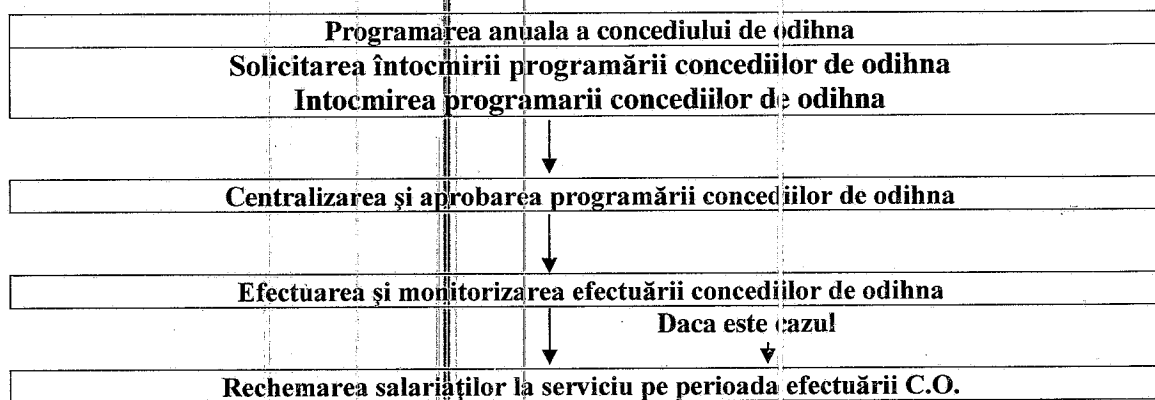 Programarea anuala a concediului de odihna
Solicitarea întocmirii programării concediilor de odihna
Intocmirea programarii concediilor de odihna
Centralizarea şi aprobarea programării concediilor de odihna
Efectuarea şi monitorizarea efectuării concediilor de odihna
Daca este cazul
Rechemarea salariaţilor la serviciu pe perioada efectuării C.O.